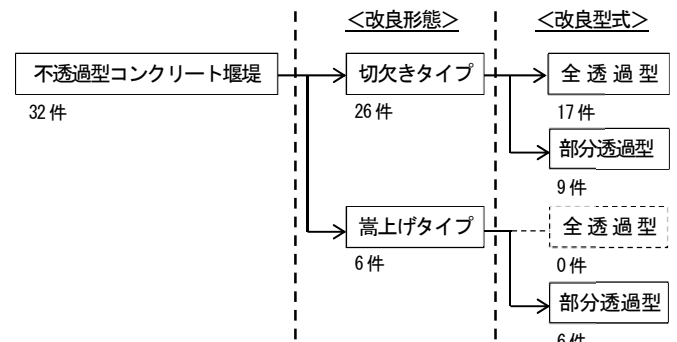 ＜改良形態＞
＜改良型式＞
不透過型コンクリート堰堤
32件
切欠きタイプ
26件
全透過型
17件
部分透過型
9件
嵩上げタイプ
6件
全透過型
0件
部分透過型
6件